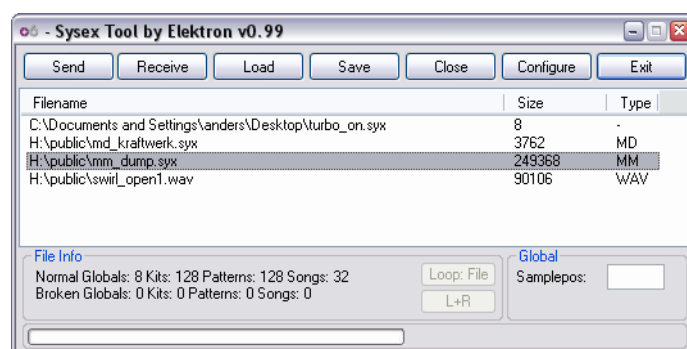 - Sysex Tool by Elektron v0.99
Send Receive Load Save Close Configure Exit
Filename Size Type
C:\Documents and Settings\anders\Desktop\turbo_on.syx 8 -
H:\public\md_kraftwerk.syx 3762 MD
H:\public\mm_dump.syx 249368 MM
H:\public\swirl_open1.wav 90106 WAV
File Info
Normal Globals: 8 Kits: 128 Patterns: 128 Songs: 32
Broken Globals: 0 Kits: 0 Patterns: 0 Songs: 0
Loop: File
L+R
Global
Samplepos: